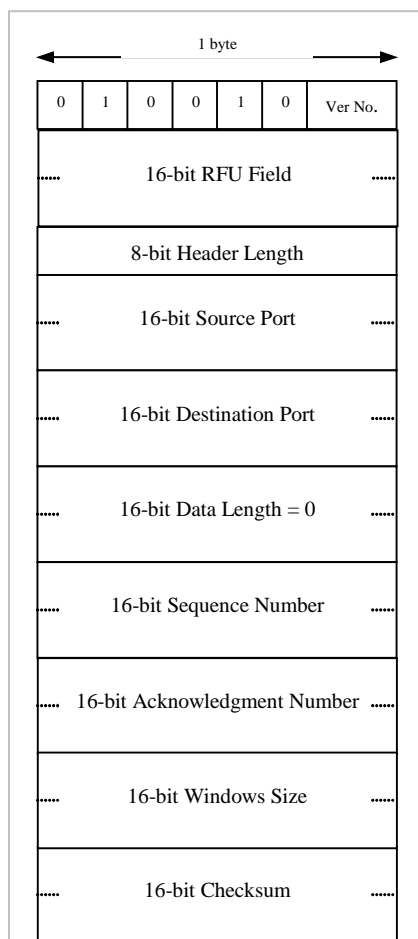 1 byte
0 1 0 0 1 0 Ver No.
16-bit RFU Field
8-bit Header Length
16-bit Source Port
16-bit Destination Port
16-bit Data Length = 0
16-bit Sequence Number
16-bit Acknowledgment Number
16-bit Windows Size
16-bit Checksum